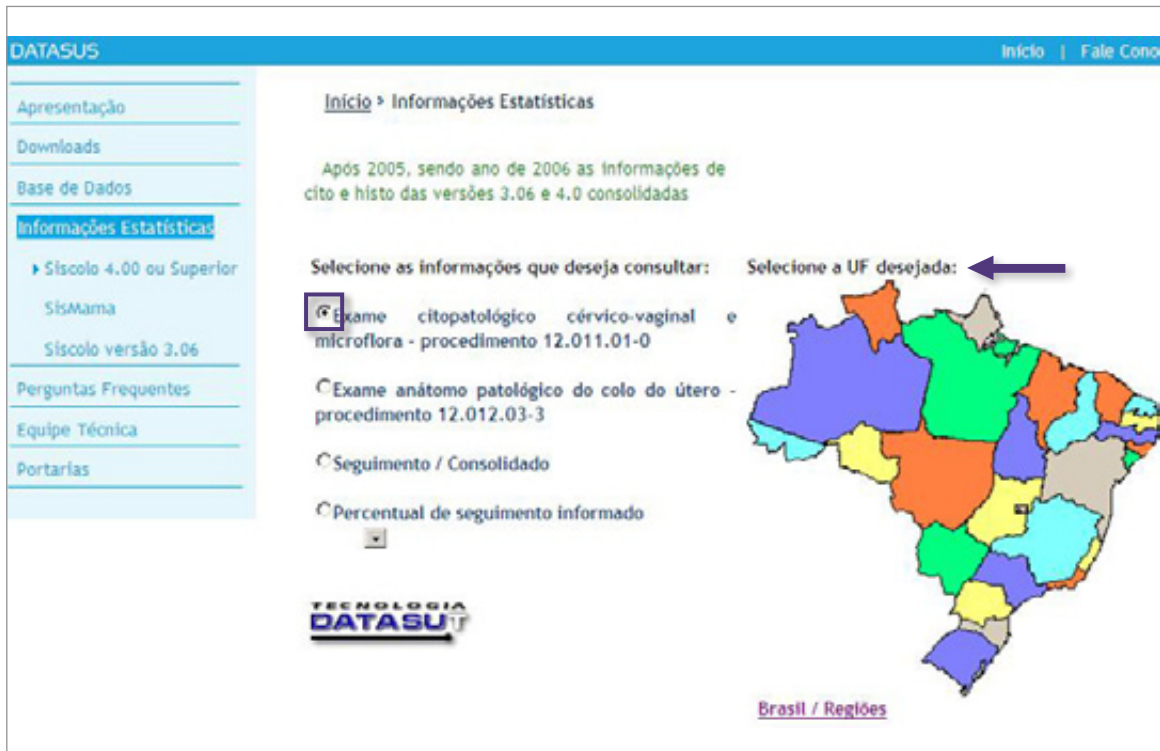 DATASUS
Início | Fale Cono
Apresentação
Downloads
Base de Dados
Informações Estatísticas
Siscolo 4.00 ou Superior
SisMama
Siscolo versão 3.06
Perguntas Frequentes
Equipe Técnica
Portarias
Início > Informações Estatísticas
Após 2005, sendo ano de 2006 as informações de
cito e histo das versões 3.06 e 4.0 consolidadas
Selecione as informações que deseja consultar:
Exame citopatológico cérvico-vaginal e
microflora - procedimento 12.011.01-0
Exame anátomo patológico do colo do útero -
procedimento 12.012.03-3
Seguimento / Consolidado
Percentual de seguimento informado
TECNOLOGIA
DATASUT
Selecione a UF desejada:
Brasil / Regiões